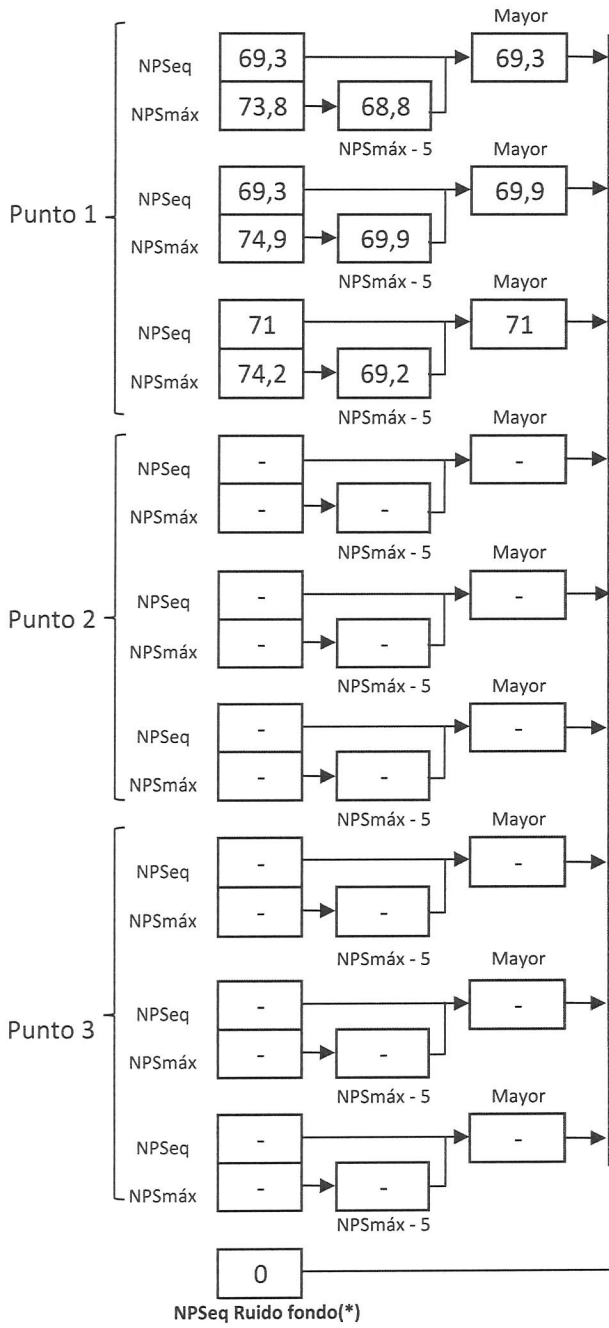 Mayor
NPSeq 69,3 69,3
NPSmáx 73,8 68,8
NPSmáx - 5
Mayor
Punto 1
NPSeq 69,3 69,9
NPSmáx 74,9 69,9
NPSmáx - 5
Mayor
NPSeq 71 71
NPSmáx 74,2 69,2
NPSmáx - 5
Mayor
NPSeq - -
NPSmáx - -
NPSmáx - 5
Mayor
Punto 2
NPSeq - -
NPSmáx - -
NPSmáx - 5
Mayor
NPSeq - -
NPSmáx - -
NPSmáx - 5
Mayor
NPSeq - -
NPSmáx - -
NPSmáx - 5
Mayor
Punto 3
NPSeq - -
NPSmáx - -
NPSmáx - 5
Mayor
NPSeq - -
NPSmáx - -
NPSmáx - 5
0
NPSeq Ruido fondo(*)